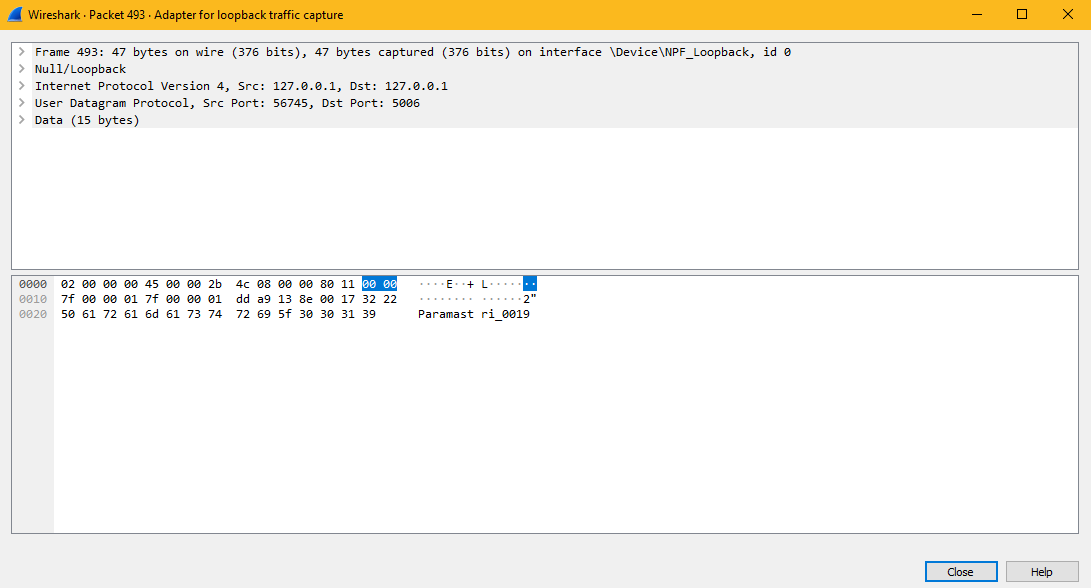 Wireshark · Packet 493 · Adapter for loopback traffic capture
Frame 493: 47 bytes on wire (376 bits), 47 bytes captured (376 bits) on interface \Device\NPF_Loopback, id 0
Null/Loopback
Internet Protocol Version 4, Src: 127.0.0.1, Dst: 127.0.0.1
User Datagram Protocol, Src Port: 56745, Dst Port: 5006
Data (15 bytes)
0000 02 00 00 00 45 00 00 2b 4c 08 00 00 80 11 00 00 ····E··+ L·······
0010 7f 00 00 01 7f 00 00 01 dd a9 13 8e 00 17 32 22 ········ ······2"
0020 50 61 72 61 6d 61 73 74 72 69 5f 30 30 31 39 Paramast ri_0019
Close Help